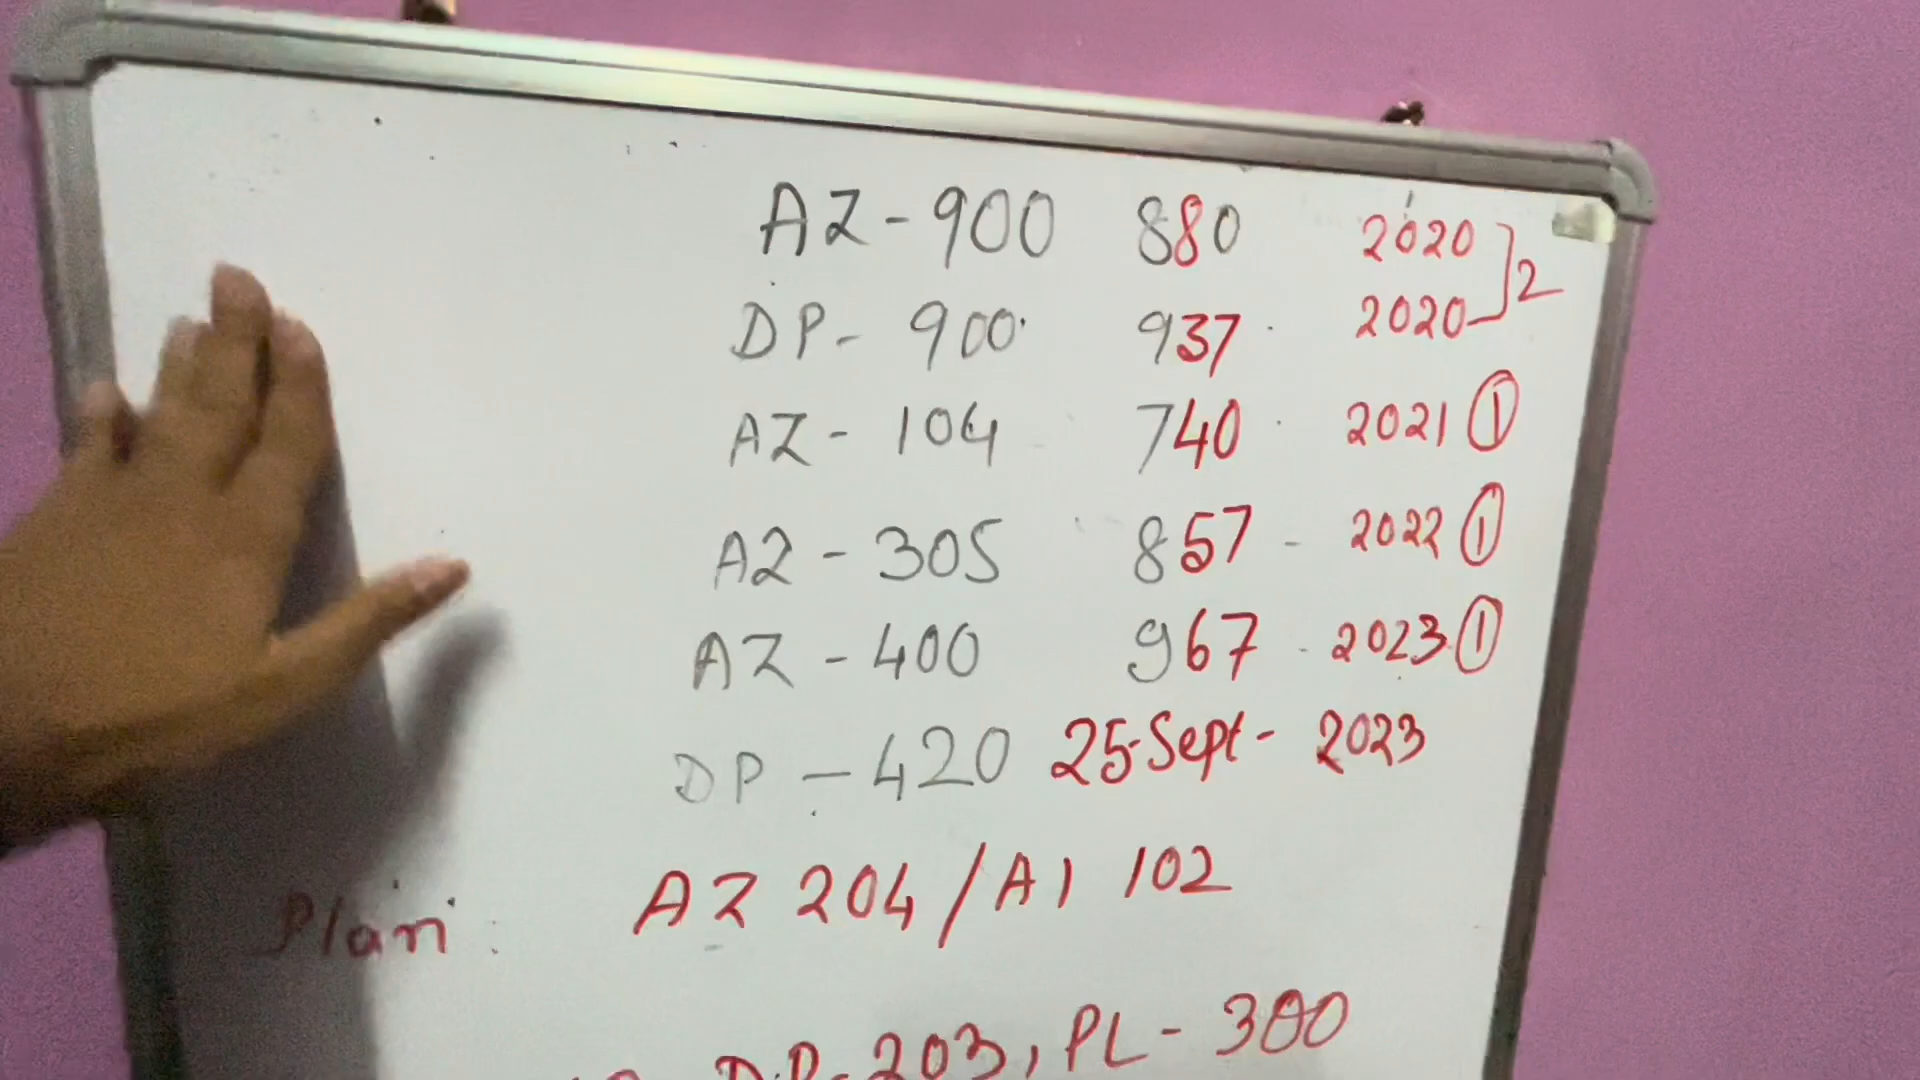 AZ-900 880 2020
DP- 900 937 2020 ] 2
AZ- 104 740 2021 ①
AZ - 305 857 - 2022 ①
AZ - 400 967 - 2023 ①
DP - 420 25-Sept- 2023
Plan: AZ 204 / AI 102
DP-203, PL- 300